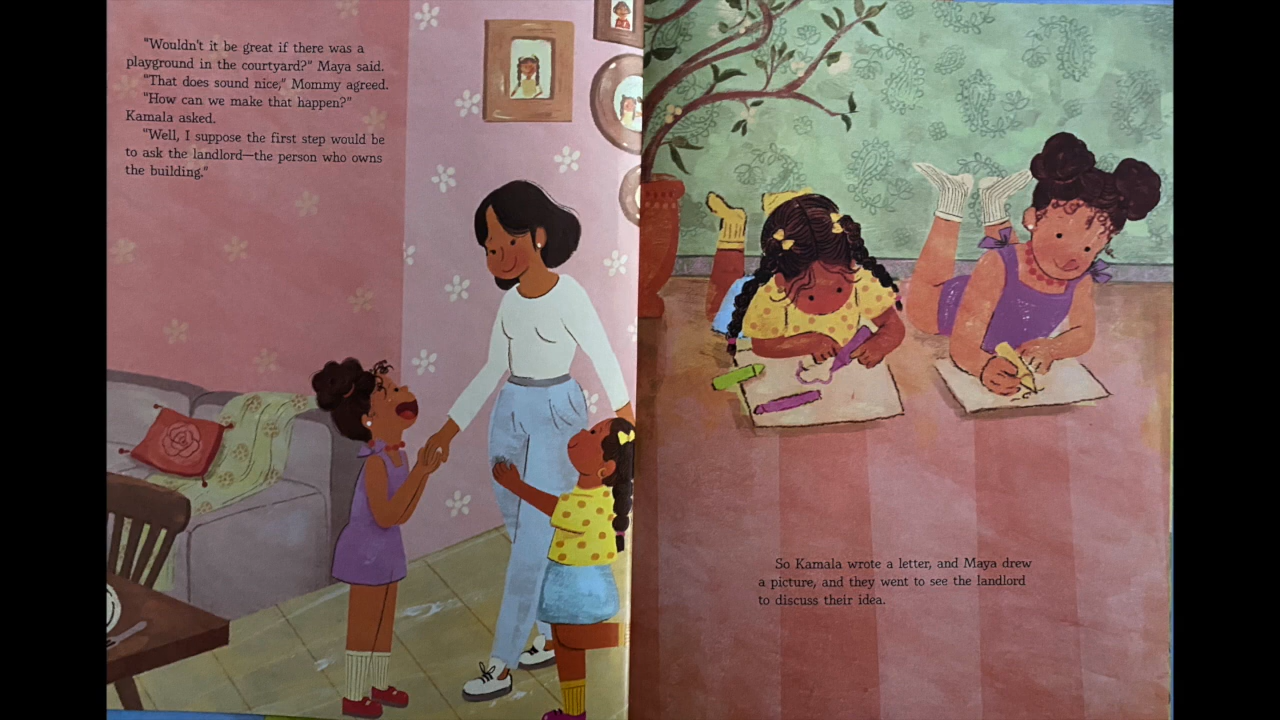 "Wouldn't it be great if there was a
playground in the courtyard?" Maya said.
"That does sound nice," Mommy agreed.
"How can we make that happen?"
Kamala asked.
"Well, I suppose the first step would be
to ask the landlord—the person who owns
the building."
So Kamala wrote a letter, and Maya drew
a picture, and they went to see the landlord
to discuss their idea.